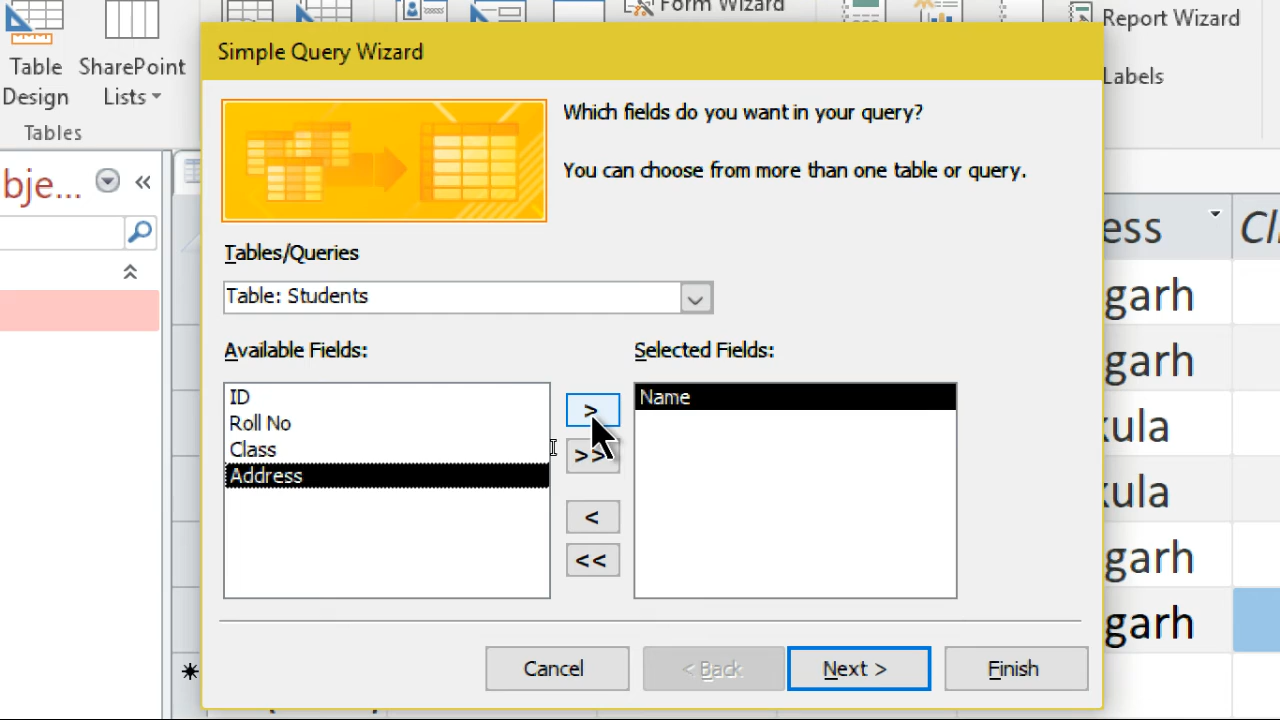 Form Wizard
Report Wizard
Table
Design
SharePoint
Lists
Labels
Tables
Simple Query Wizard
Which fields do you want in your query?
You can choose from more than one table or query.
bje...
«
Tables/Queries
Table: Students
ess
garh
garh
kula
kula
garh
garh
Available Fields:
Selected Fields:
ID
Roll No
Class
Address
>
>>
<
<<
Name
Cancel
< Back
Next >
Finish